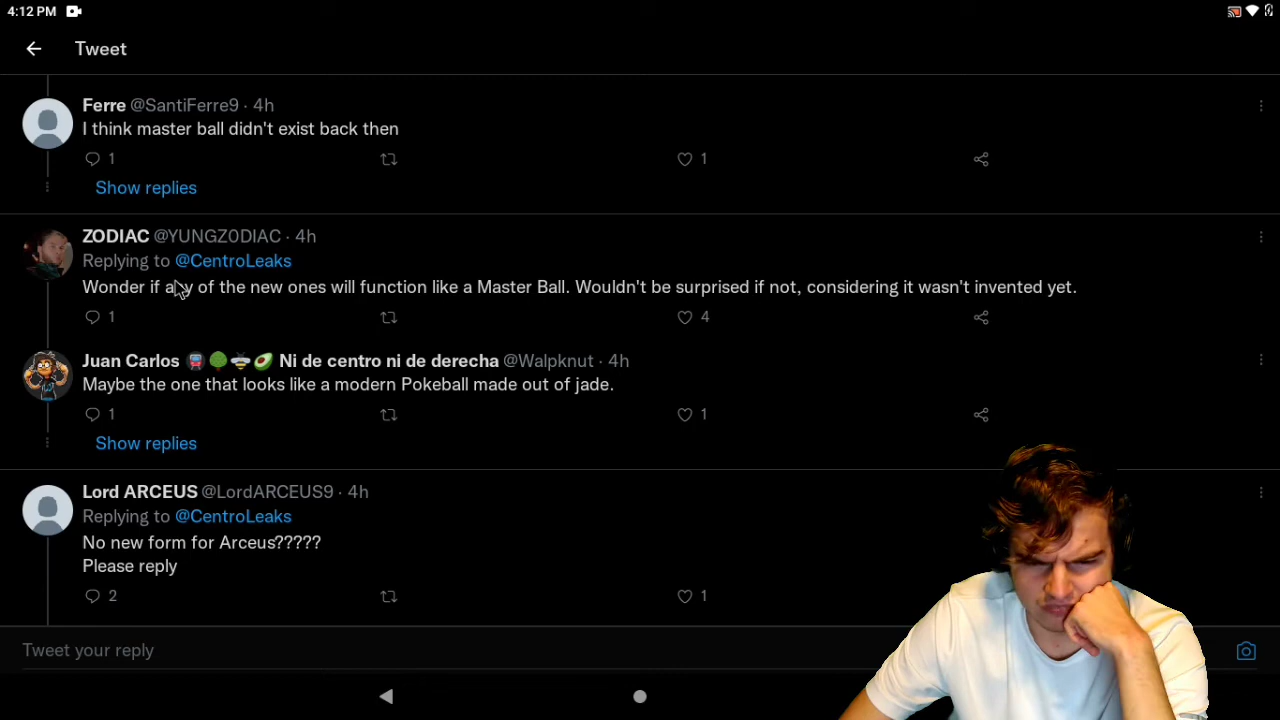 4:12 PM
Tweet
Ferre @SantiFerre9 · 4h
I think master ball didn't exist back then
1
1
Show replies
ZODIAC @YUNGZ0DIAC · 4h
Replying to @CentroLeaks
Wonder if any of the new ones will function like a Master Ball. Wouldn't be surprised if not, considering it wasn't invented yet.
1
4
Juan Carlos 🚇🌳🐝🥑 Ni de centro ni de derecha @Walpknut · 4h
Maybe the one that looks like a modern Pokeball made out of jade.
1
1
Show replies
Lord ARCEUS @LordARCEUS9 · 4h
Replying to @CentroLeaks
No new form for Arceus?????
Please reply
2
1
Tweet your reply